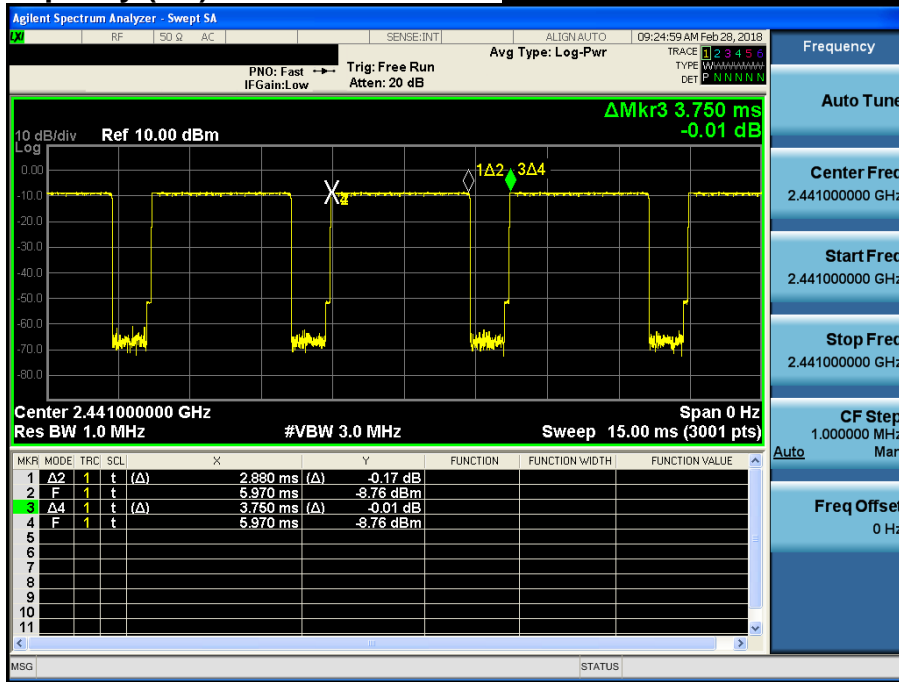 Agilent Spectrum Analyzer - Swept SA
LXI RF 50 Ω AC SENSE:INT ALIGN AUTO 09:24:59 AM Feb 28, 2018
PNO: Fast
IFGain:Low
Trig: Free Run
Atten: 20 dB
Avg Type: Log-Pwr
TRACE 1 2 3 4 5 6
TYPE WWWWWW
DET P N N N N N
ΔMkr3 3.750 ms
-0.01 dB
10 dB/div Ref 10.00 dBm
Log
0.00
-10.0
-20.0
-30.0
-40.0
-50.0
-60.0
-70.0
-80.0
1Δ2 3Δ4
Center 2.441000000 GHz Span 0 Hz
Res BW 1.0 MHz #VBW 3.0 MHz Sweep 15.00 ms (3001 pts)
MKR MODE TRC SCL X Y FUNCTION FUNCTION WIDTH FUNCTION VALUE
1 Δ2 1 t (Δ) 2.880 ms (Δ) -0.17 dB
2 F 1 t 5.970 ms -8.76 dBm
3 Δ4 1 t (Δ) 3.750 ms (Δ) -0.01 dB
4 F 1 t 5.970 ms -8.76 dBm
5
6
7
8
9
10
11
MSG STATUS
Frequency
Auto Tune
Center Freq
2.441000000 GHz
Start Freq
2.441000000 GHz
Stop Freq
2.441000000 GHz
CF Step
1.000000 MHz
Auto Man
Freq Offset
0 Hz